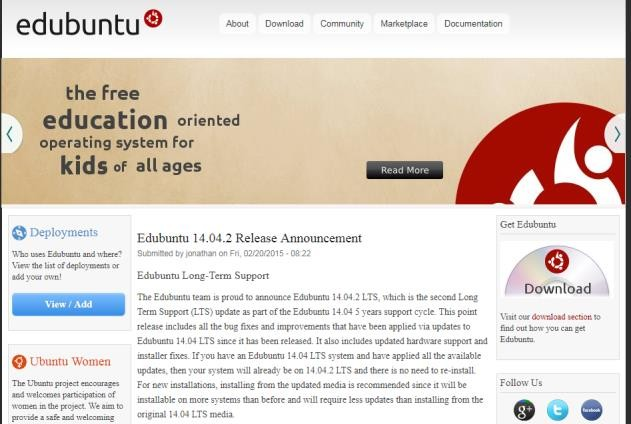 edubuntu
About Download Community Marketplace Documentation
the free
education oriented
operating system for
kids of all ages
Read More
Deployments
Who uses Edubuntu and where?
View the list of deployments or
add your own!
View / Add
Ubuntu Women
The Ubuntu project encourages
and welcomes participation of
women in the project. We aim to
provide a safe and welcoming
Edubuntu 14.04.2 Release Announcement
Submitted by jonathan on Fri, 02/20/2015 - 08:22
Edubuntu Long-Term Support
The Edubuntu team is proud to announce Edubuntu 14.04.2 LTS, which is the second Long
Term Support (LTS) update as part of the Edubuntu 14.04 5 years support cycle. This point
release includes all the bug fixes and improvements that have been applied via updates to
Edubuntu 14.04 LTS since it has been released. It also includes updated hardware support and
installer fixes. If you have an Edubuntu 14.04 LTS system and have applied all the available
updates, then your system will already be on 14.04.2 LTS and there is no need to re-install.
For new installations, installing from the updated media is recommended since it will be
installable on more systems than before and will require less updates than installing from the
original 14.04 LTS media.
Get Edubuntu
Download
Visit our download section to
find out how you can get
Edubuntu.
Follow Us
g+
t
facebook